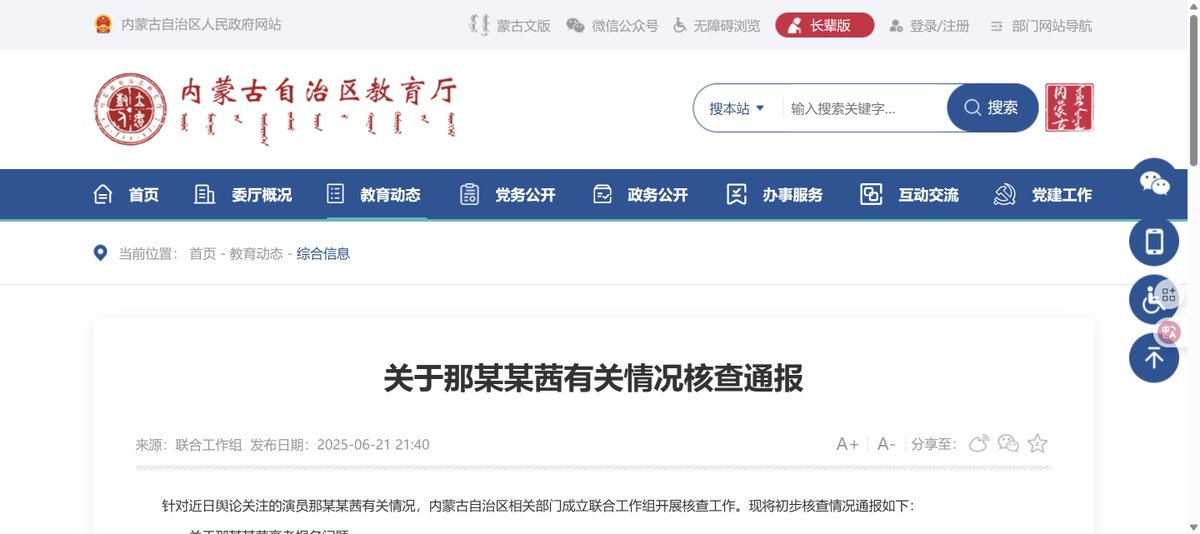 内蒙古自治区人民政府网站
蒙古文版 微信公众号 无障碍浏览 长辈版 登录/注册 部门网站导航
内蒙古自治区教育厅
搜本站 输入搜索关键字... 搜索
内蒙古
首页 委厅概况 教育动态 党务公开 政务公开 办事服务 互动交流 党建工作
当前位置： 首页 - 教育动态 - 综合信息
关于那某某茜有关情况核查通报
来源：联合工作组 发布日期：2025-06-21 21:40 A+ A- 分享至：
针对近日舆论关注的演员那某某茜有关情况，内蒙古自治区相关部门成立联合工作组开展核查工作。现将初步核查情况通报如下：